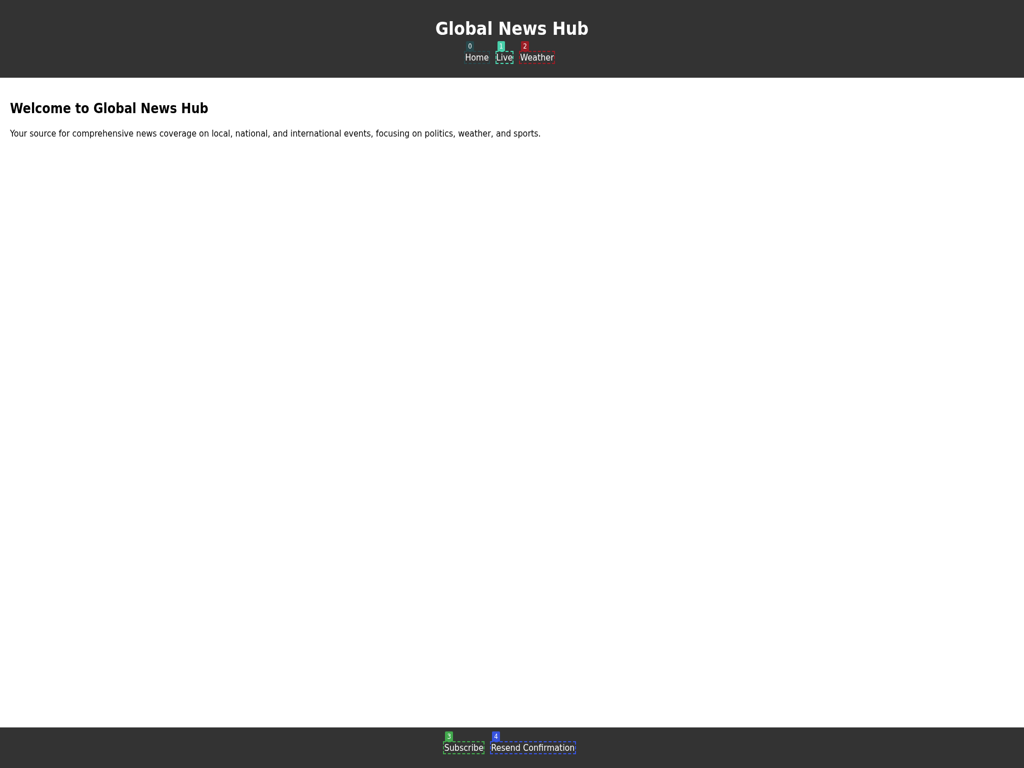 Global News Hub
0 1 2
Home Live Weather
Welcome to Global News Hub
Your source for comprehensive news coverage on local, national, and international events, focusing on politics, weather, and sports.
3 4
Subscribe Resend Confirmation